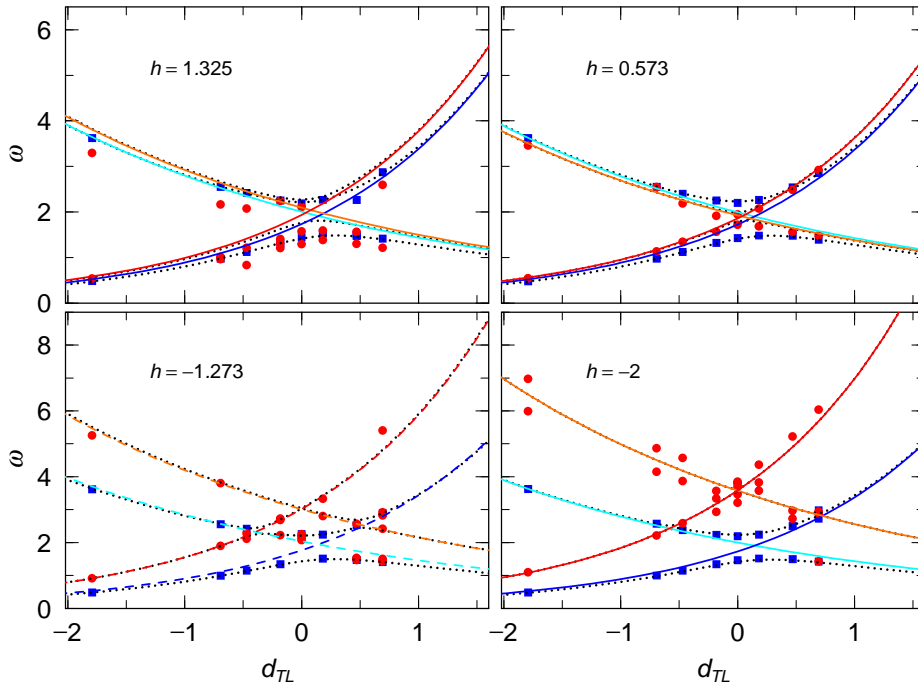 6
4
2
0
ω
h = 1.325
h = 0.573
8
6
4
2
0
ω
h = −1.273
h = −2
−2 −1 0 1 −2 −1 0 1
d_TL d_TL